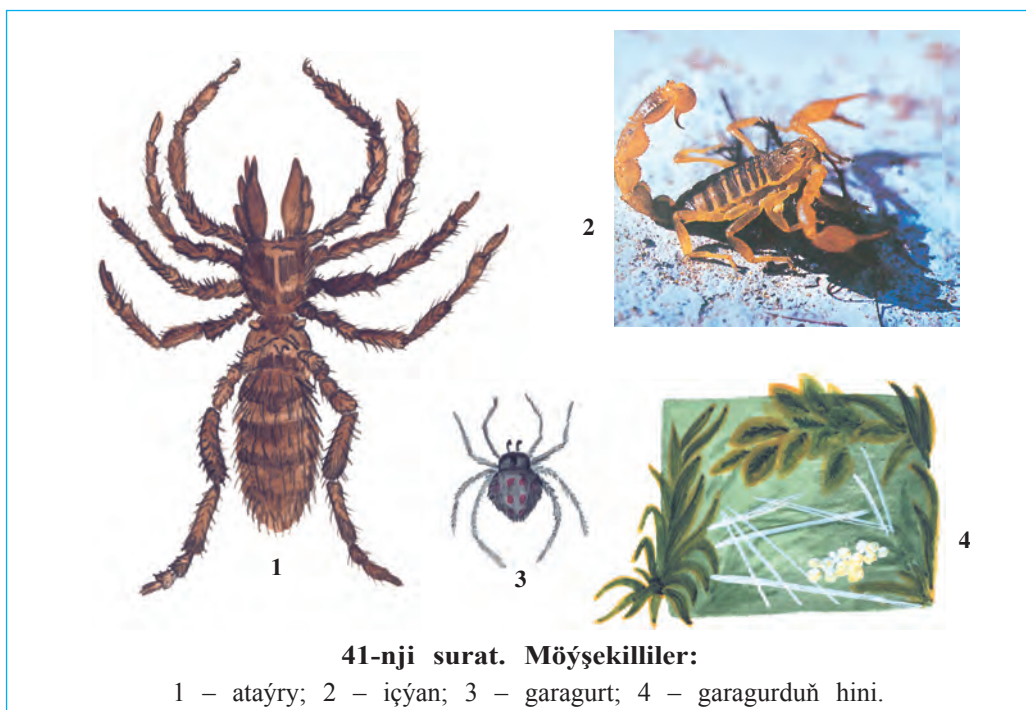 2
1
3
4
41-nji surat. Möýşekilliler:
1 – ataýry; 2 – içýan; 3 – garagurt; 4 – garagurduň hini.